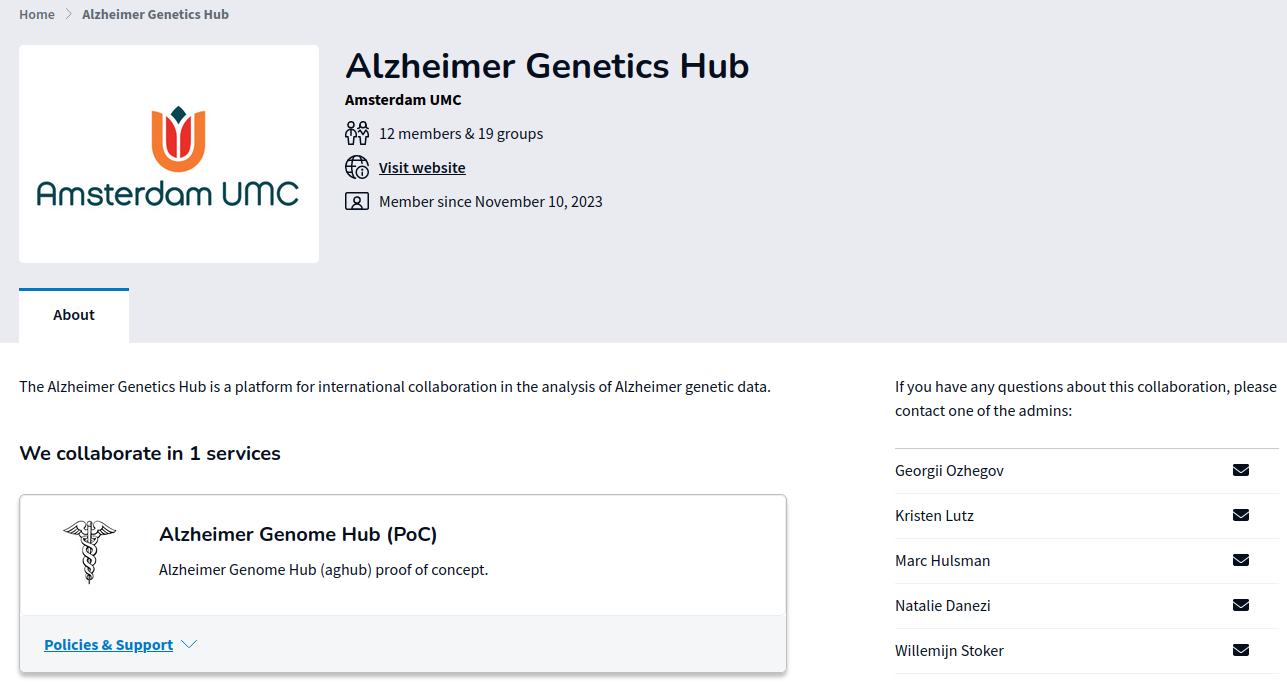 Home > Alzheimer Genetics Hub
Amsterdam UMC
Alzheimer Genetics Hub
Amsterdam UMC
12 members & 19 groups
Visit website
Member since November 10, 2023
About
The Alzheimer Genetics Hub is a platform for international collaboration in the analysis of Alzheimer genetic data.
We collaborate in 1 services
Alzheimer Genome Hub (PoC)
Alzheimer Genome Hub (aghub) proof of concept.
Policies & Support
If you have any questions about this collaboration, please
contact one of the admins:
Georgii Ozhegov
Kristen Lutz
Marc Hulsman
Natalie Danezi
Willemijn Stoker